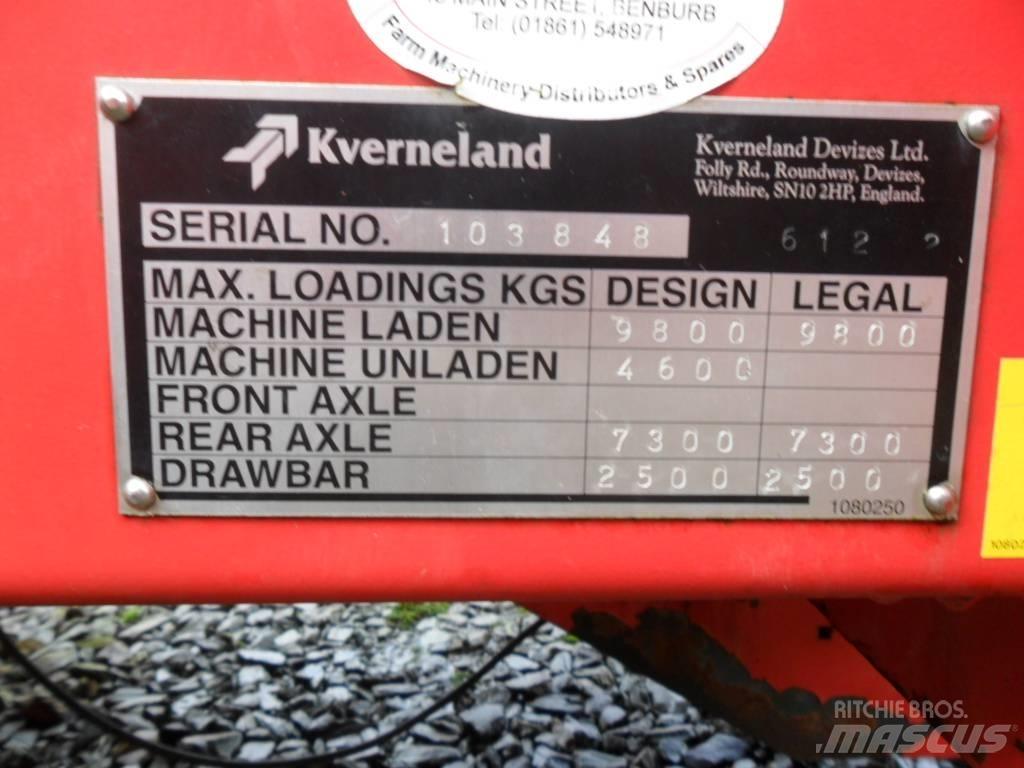 MAIN STREET, BENBURB
Tel: (01861) 548971
Farm Machinery Distributors & Spares
Kverneland
Kverneland Devizes Ltd.
Folly Rd., Roundway, Devizes,
Wiltshire, SN10 2HP, England.
SERIAL NO. 103848
612
MAX. LOADINGS KGS DESIGN LEGAL
MACHINE LADEN 9800 9800
MACHINE UNLADEN 4600
FRONT AXLE
REAR AXLE 7300 7300
DRAWBAR 2500 2500
1080250
RITCHIE BROS.
MASCUS